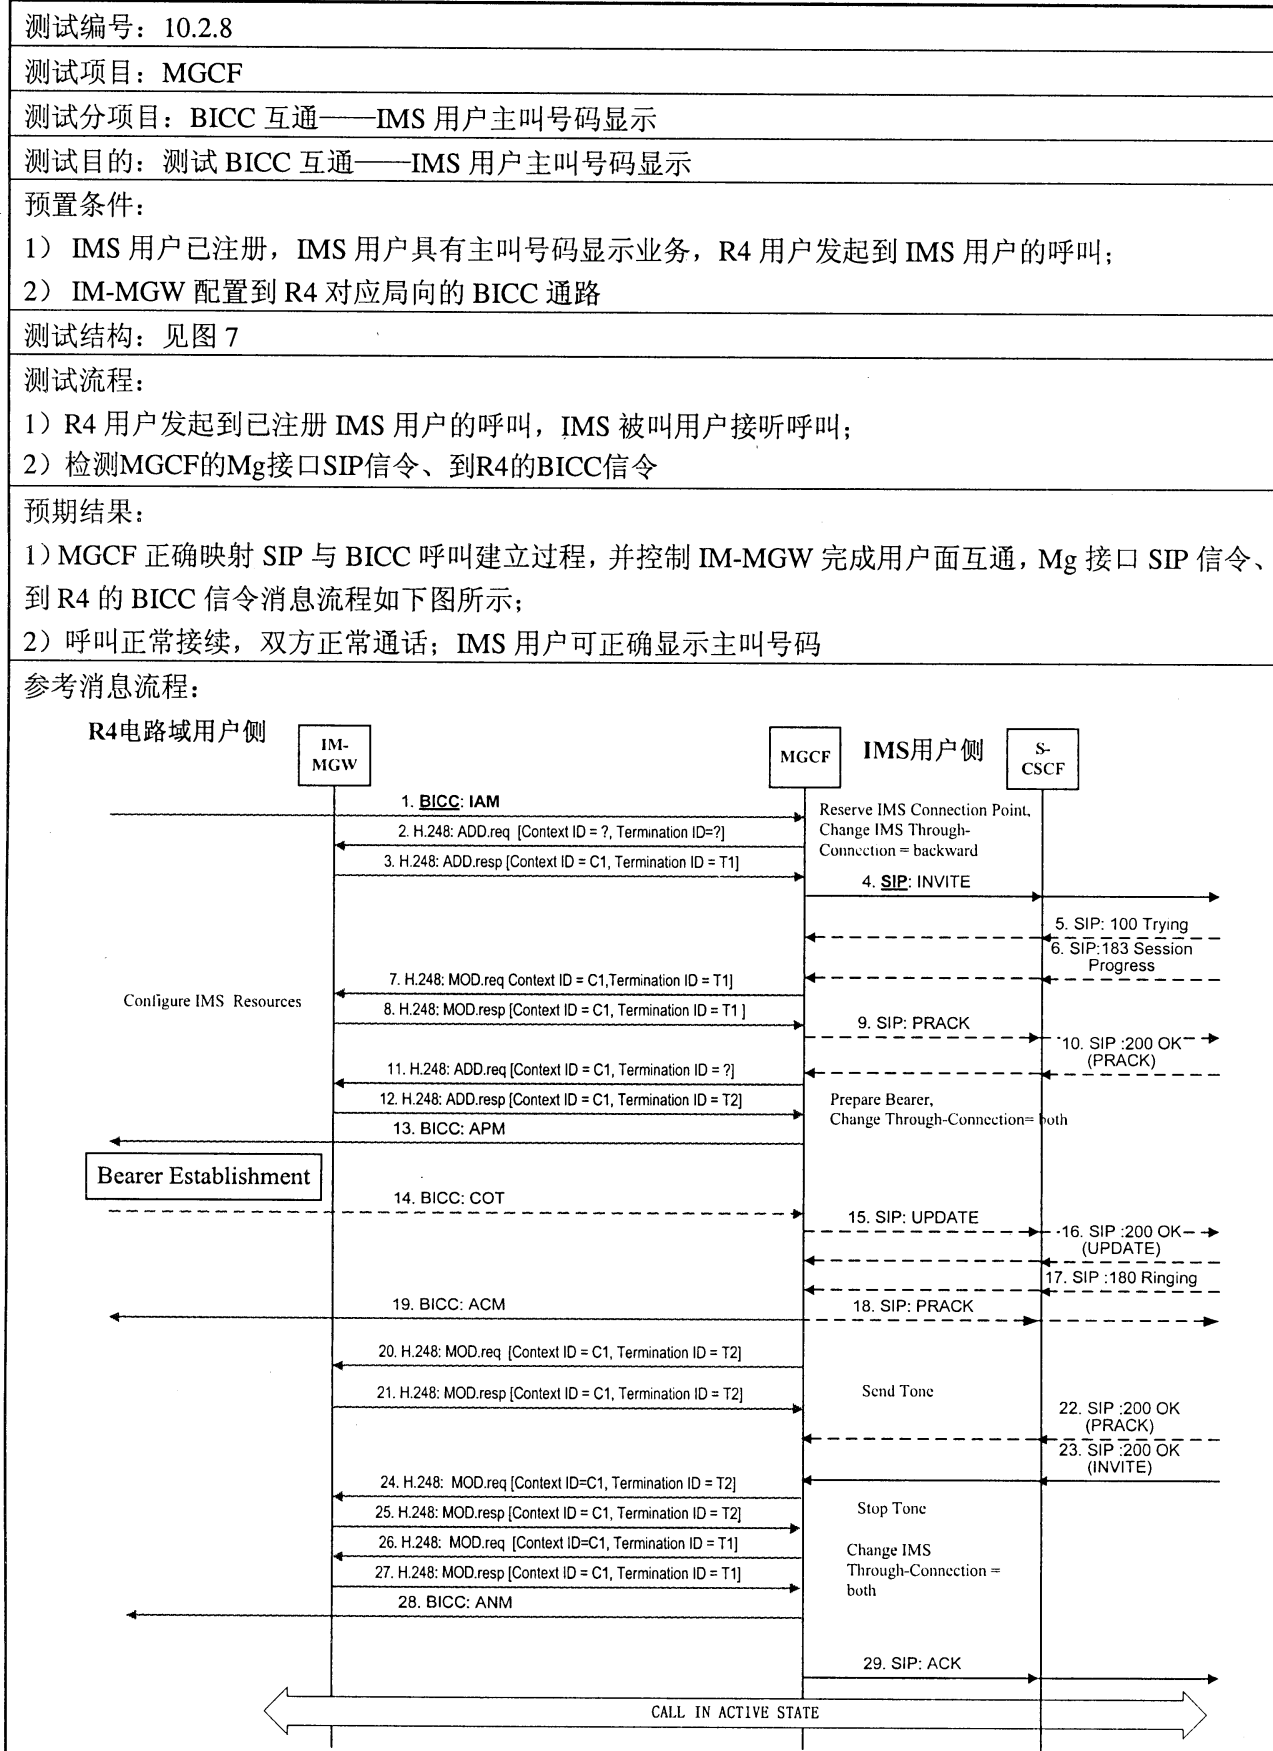 测试编号：10.2.8
测试项目：MGCF
测试分项目：BICC 互通——IMS 用户主叫号码显示
测试目的：测试 BICC 互通——IMS 用户主叫号码显示
预置条件：
1） IMS 用户已注册，IMS 用户具有主叫号码显示业务，R4 用户发起到 IMS 用户的呼叫；
2） IM-MGW 配置到 R4 对应局向的 BICC 通路
测试结构：见图 7
测试流程：
1）R4 用户发起到已注册 IMS 用户的呼叫，IMS 被叫用户接听呼叫；
2）检测MGCF的Mg接口SIP信令、到R4的BICC信令
预期结果：
1）MGCF 正确映射 SIP 与 BICC 呼叫建立过程，并控制 IM-MGW 完成用户面互通，Mg 接口 SIP 信令、
到 R4 的 BICC 信令消息流程如下图所示；
2）呼叫正常接续，双方正常通话；IMS 用户可正确显示主叫号码
参考消息流程：
R4电路域用户侧
IM-
MGW
MGCF
IMS用户侧
S-
CSCF
1. BICC: IAM
Reserve IMS Connection Point,
Change IMS Through-
Connection = backward
2. H.248: ADD.req [Context ID = ?, Termination ID=?]
3. H.248: ADD.resp [Context ID = C1, Termination ID = T1]
4. SIP: INVITE
5. SIP: 100 Trying
6. SIP:183 Session
Progress
7. H.248: MOD.req Context ID = C1,Termination ID = T1]
Configure IMS Resources
8. H.248: MOD.resp [Context ID = C1, Termination ID = T1 ]
9. SIP: PRACK
10. SIP :200 OK
(PRACK)
11. H.248: ADD.req [Context ID = C1, Termination ID = ?]
12. H.248: ADD.resp [Context ID = C1, Termination ID = T2]
Prepare Bearer,
Change Through-Connection= both
13. BICC: APM
Bearer Establishment
14. BICC: COT
15. SIP: UPDATE
16. SIP :200 OK
(UPDATE)
17. SIP :180 Ringing
19. BICC: ACM
18. SIP: PRACK
20. H.248: MOD.req [Context ID = C1, Termination ID = T2]
21. H.248: MOD.resp [Context ID = C1, Termination ID = T2]
Send Tone
22. SIP :200 OK
(PRACK)
23. SIP :200 OK
(INVITE)
24. H.248: MOD.req [Context ID=C1, Termination ID = T2]
25. H.248: MOD.resp [Context ID = C1, Termination ID = T2]
Stop Tone
26. H.248: MOD.req [Context ID=C1, Termination ID = T1]
27. H.248: MOD.resp [Context ID = C1, Termination ID = T1]
Change IMS
Through-Connection =
both
28. BICC: ANM
29. SIP: ACK
CALL IN ACTIVE STATE